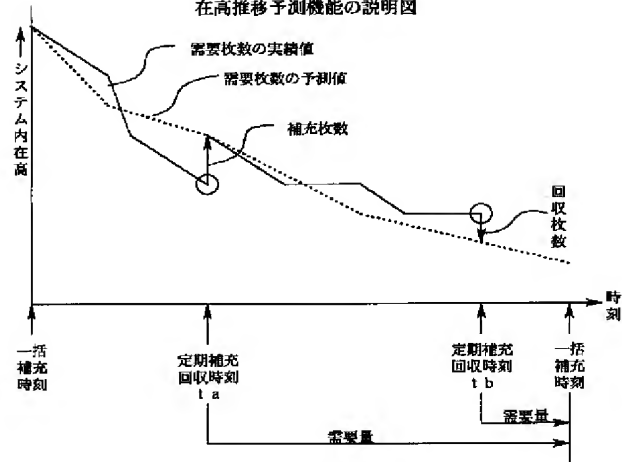 在高推移予測機能の説明図
需要枚数の実績値
需要枚数の予測値
補充枚数
システム内在高
回収枚数
時刻
一括
補充
時刻
定期補充
回収時刻
ta
定期補充
回収時刻
tb
一括
補充
時刻
需要量
需要量